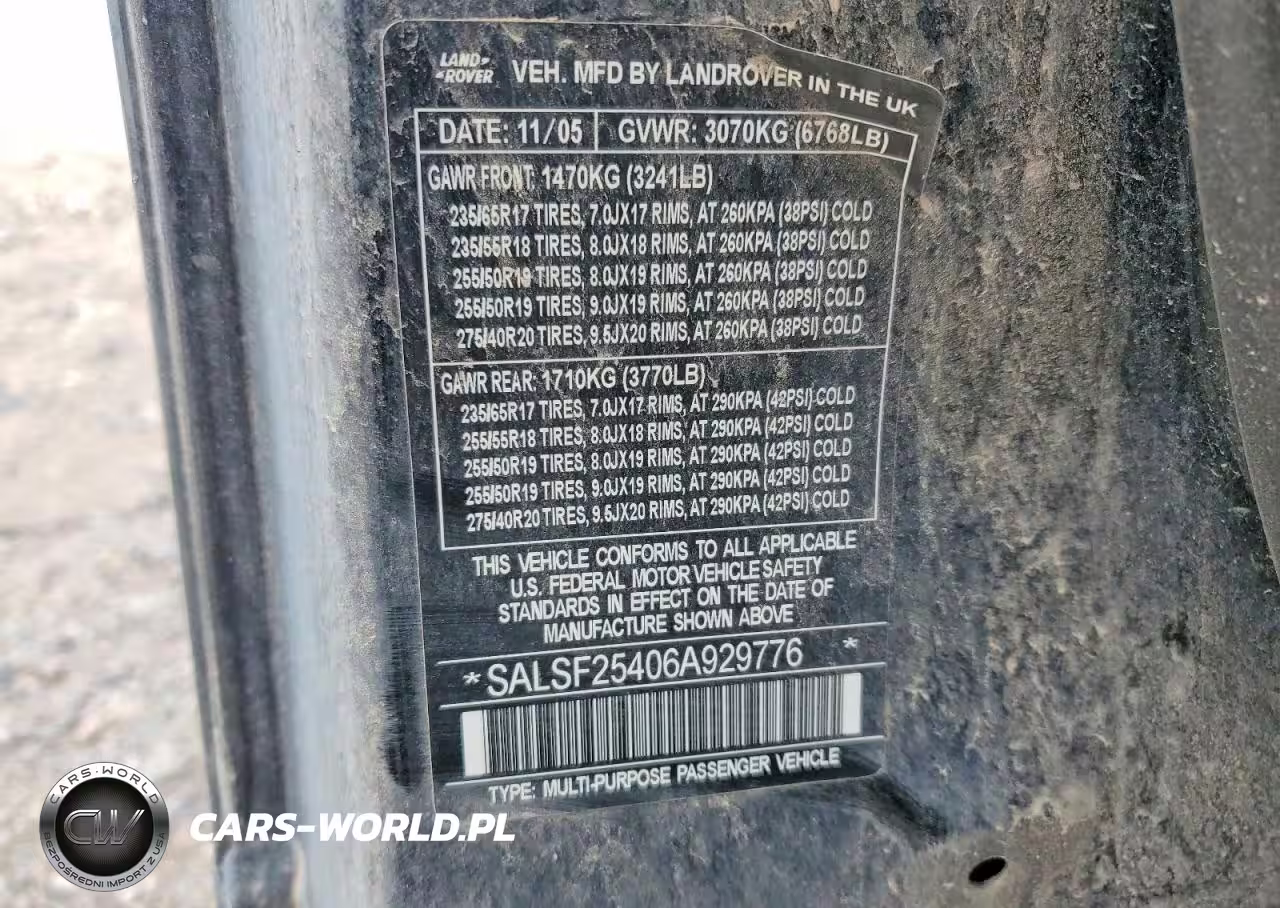 LAND-
-ROVER
VEH. MFD BY LANDROVER IN THE UK
DATE: 11/05 GVWR: 3070KG (6768LB)
GAWR FRONT: 1470KG (3241LB)
235/65R17 TIRES, 7.0JX17 RIMS, AT 260KPA (38PSI) COLD
235/55R18 TIRES, 8.0JX18 RIMS, AT 260KPA (38PSI) COLD
255/50R19 TIRES, 8.0JX19 RIMS, AT 260KPA (38PSI) COLD
255/50R19 TIRES, 9.0JX19 RIMS, AT 260KPA (38PSI) COLD
275/40R20 TIRES, 9.5JX20 RIMS, AT 260KPA (38PSI) COLD
GAWR REAR: 1710KG (3770LB)
235/65R17 TIRES, 7.0JX17 RIMS, AT 290KPA (42PSI) COLD
255/55R18 TIRES, 8.0JX18 RIMS, AT 290KPA (42PSI) COLD
255/50R19 TIRES, 8.0JX19 RIMS, AT 290KPA (42PSI) COLD
255/50R19 TIRES, 9.0JX19 RIMS, AT 290KPA (42PSI) COLD
275/40R20 TIRES, 9.5JX20 RIMS, AT 290KPA (42PSI) COLD
THIS VEHICLE CONFORMS TO ALL APPLICABLE
U.S. FEDERAL MOTOR VEHICLE SAFETY
STANDARDS IN EFFECT ON THE DATE OF
MANUFACTURE SHOWN ABOVE
*SALSF25406A929776 *
TYPE: MULTI-PURPOSE PASSENGER VEHICLE
CARS-WORLD
CW
BEZPOŚREDNI IMPORT Z USA
CARS-WORLD.PL